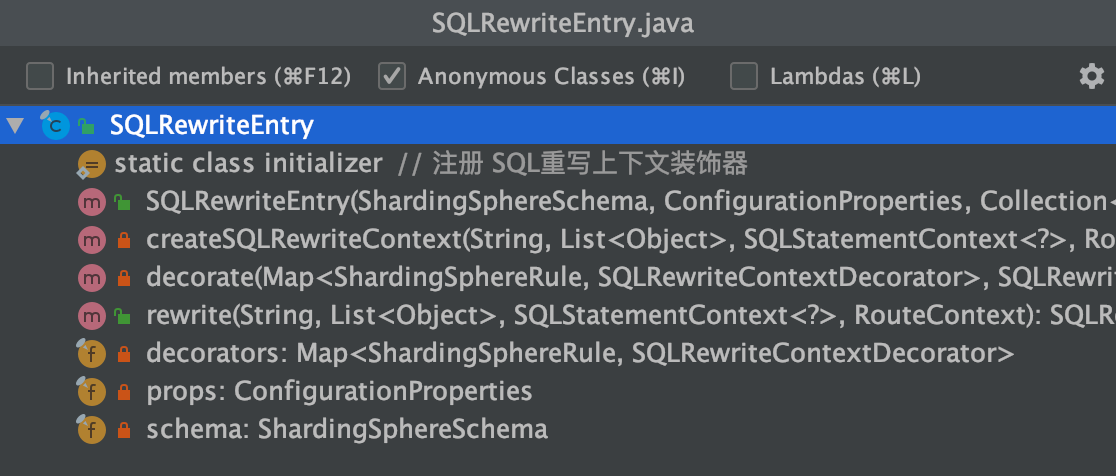 SQLRewriteEntry.java
Inherited members (⌘F12) Anonymous Classes (⌘I) Lambdas (⌘L)
SQLRewriteEntry
static class initializer // 注册 SQL重写上下文装饰器
SQLRewriteEntry(ShardingSphereSchema, ConfigurationProperties, Collection<
createSQLRewriteContext(String, List<Object>, SQLStatementContext<?>, Ro
decorate(Map<ShardingSphereRule, SQLRewriteContextDecorator>, SQLRewrit
rewrite(String, List<Object>, SQLStatementContext<?>, RouteContext): SQLR
decorators: Map<ShardingSphereRule, SQLRewriteContextDecorator>
props: ConfigurationProperties
schema: ShardingSphereSchema